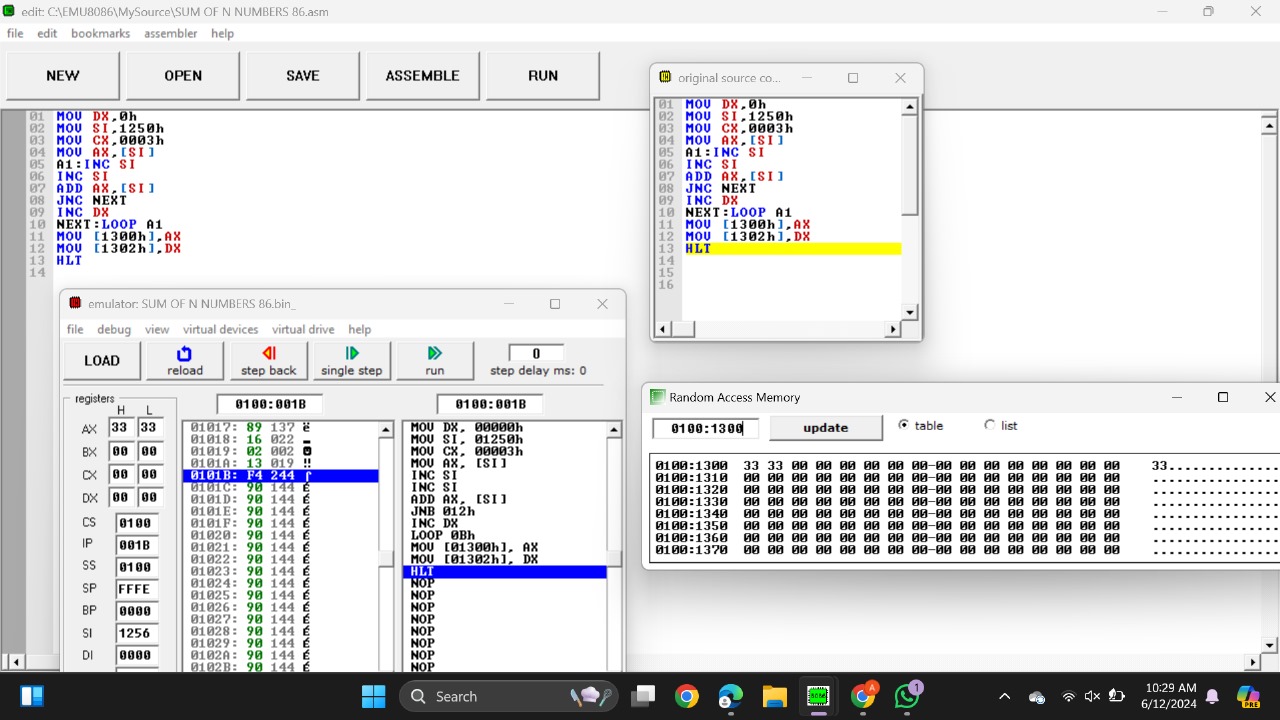 edit: C:\EMU8086\MySource\SUM OF N NUMBERS 86.asm
file edit bookmarks assembler help
NEW OPEN SAVE ASSEMBLE RUN
01 MOV DX,0h
02 MOV SI,1250h
03 MOV CX,0003h
04 MOV AX,[SI]
05 A1:INC SI
06 INC SI
07 ADD AX,[SI]
08 JNC NEXT
09 INC DX
10 NEXT:LOOP A1
11 MOV [1300h],AX
12 MOV [1302h],DX
13 HLT
14
original source co...
01 MOV DX,0h
02 MOV SI,1250h
03 MOV CX,0003h
04 MOV AX,[SI]
05 A1:INC SI
06 INC SI
07 ADD AX,[SI]
08 JNC NEXT
09 INC DX
10 NEXT:LOOP A1
11 MOV [1300h],AX
12 MOV [1302h],DX
13 HLT
14
15
16
emulator: SUM OF N NUMBERS 86.bin_
file debug view virtual devices virtual drive help
LOAD reload step back single step run 0
step delay ms: 0
registers
H L
AX 33 33
BX 00 00
CX 00 00
DX 00 00
CS 0100
IP 001B
SS 0100
SP FFFE
BP 0000
SI 1256
DI 0000
0100:001B
01017: 89 137 ë
01018: 16 022 _
01019: 02 002
0101A: 13 019 ‼
0101B: F4 244 ⌠
0101C: 90 144 É
0101D: 90 144 É
0101E: 90 144 É
0101F: 90 144 É
01020: 90 144 É
01021: 90 144 É
01022: 90 144 É
01023: 90 144 É
01024: 90 144 É
01025: 90 144 É
01026: 90 144 É
01027: 90 144 É
01028: 90 144 É
01029: 90 144 É
0102A: 90 144 É
0102B: 90 144 É
0100:001B
MOV DX, 00000h
MOV SI, 01250h
MOV CX, 00003h
MOV AX, [SI]
INC SI
INC SI
ADD AX, [SI]
JNB 012h
INC DX
LOOP 0Bh
MOV [01300h], AX
MOV [01302h], DX
HLT
NOP
NOP
NOP
NOP
NOP
NOP
NOP
NOP
Random Access Memory
0100:1300 update table list
0100:1300 33 33 00 00 00 00 00 00-00 00 00 00 00 00 00 00 33...........
0100:1310 00 00 00 00 00 00 00 00-00 00 00 00 00 00 00 00 ...........
0100:1320 00 00 00 00 00 00 00 00-00 00 00 00 00 00 00 00 ...........
0100:1330 00 00 00 00 00 00 00 00-00 00 00 00 00 00 00 00 ...........
0100:1340 00 00 00 00 00 00 00 00-00 00 00 00 00 00 00 00 ...........
0100:1350 00 00 00 00 00 00 00 00-00 00 00 00 00 00 00 00 ...........
0100:1360 00 00 00 00 00 00 00 00-00 00 00 00 00 00 00 00 ...........
0100:1370 00 00 00 00 00 00 00 00-00 00 00 00 00 00 00 00 ...........
Search
8086
A
1
10:29 AM
6/12/2024
PRE